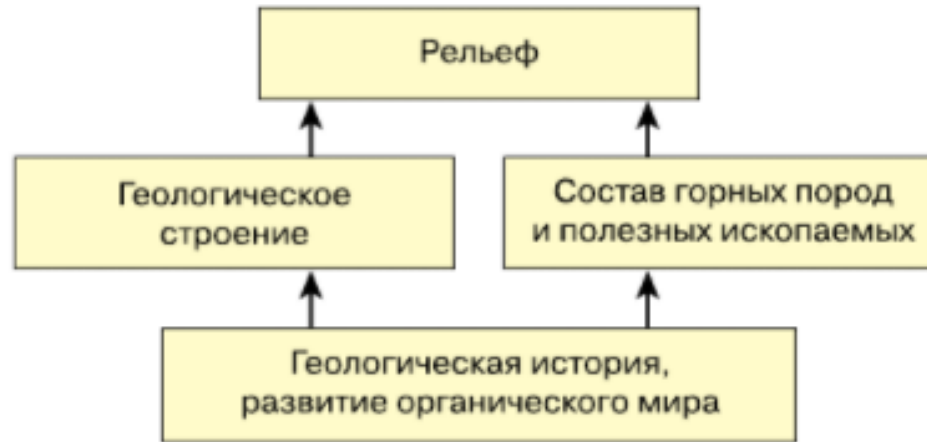 Рельеф
Геологическое
строение
Состав горных пород
и полезных ископаемых
Геологическая история,
развитие органического мира